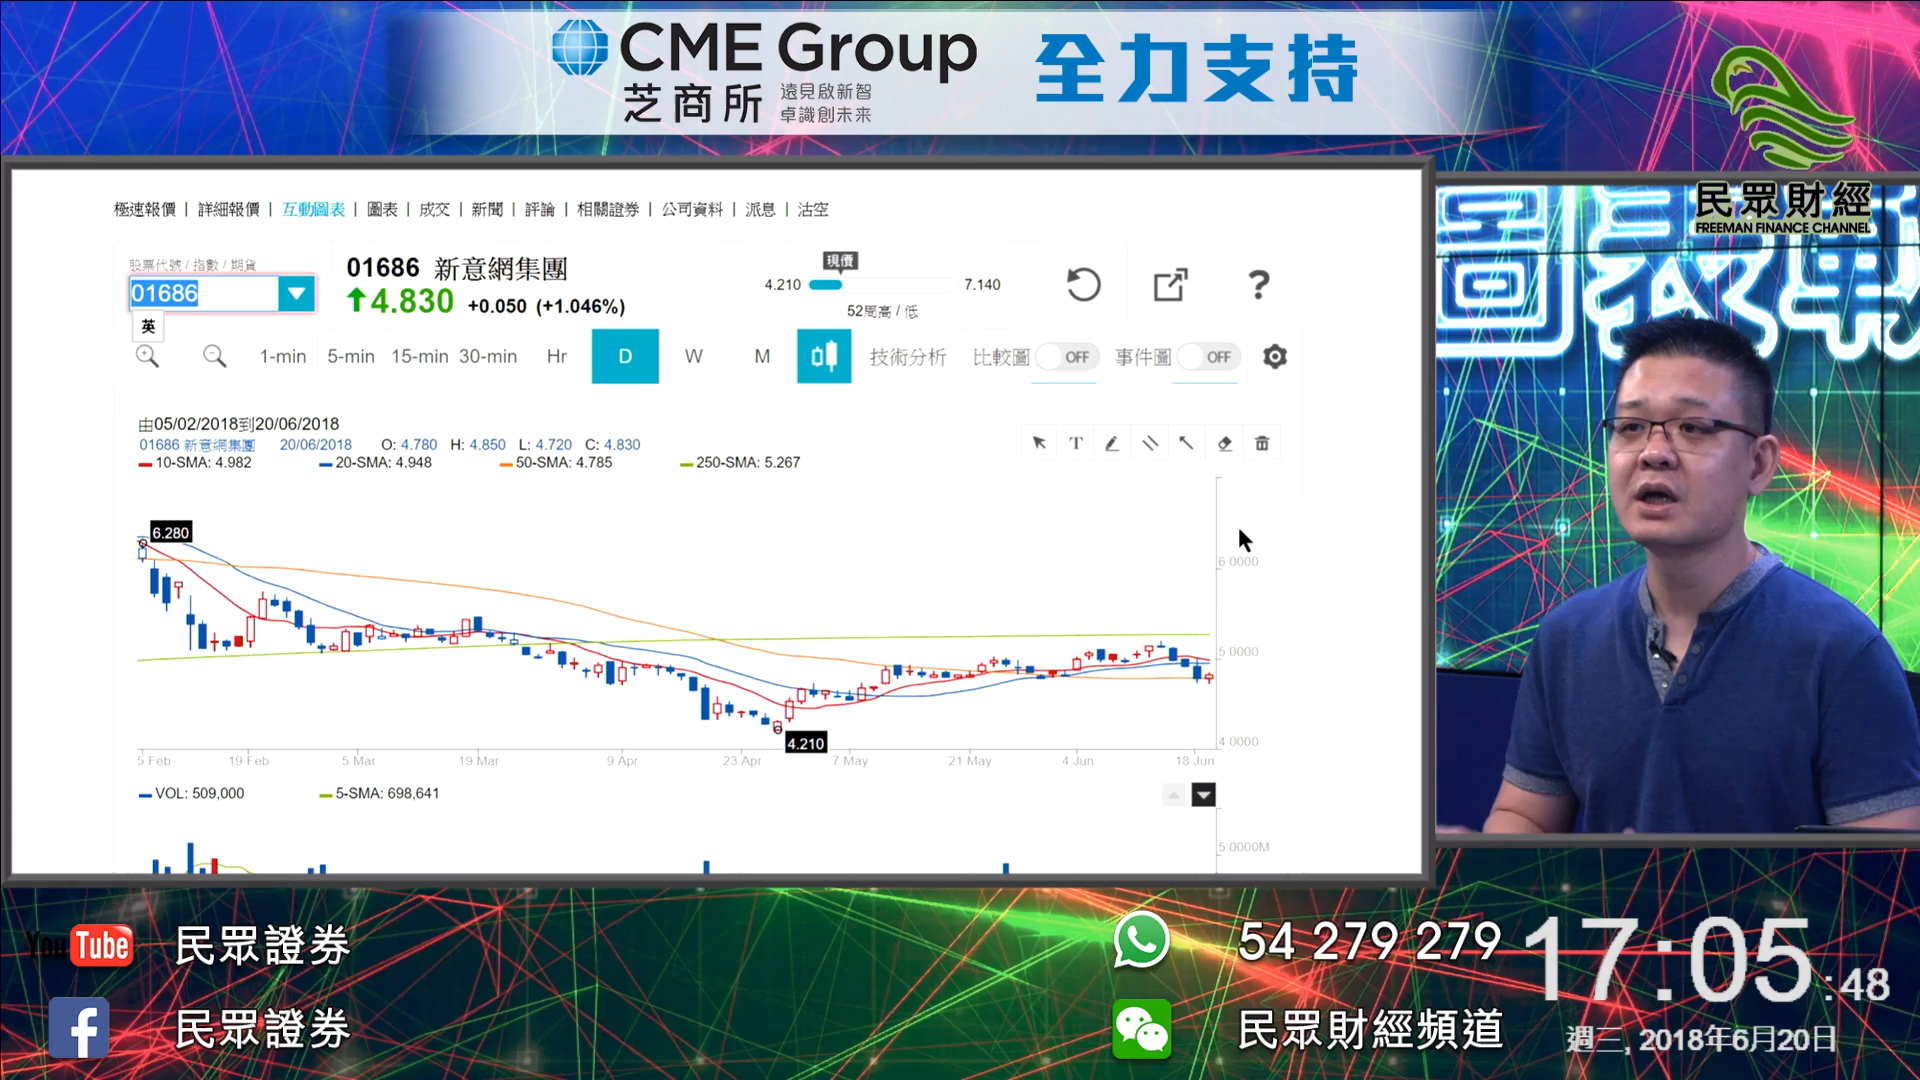 CME Group
芝商所
遠見啟新智
卓識創未来
全力支持
民眾財經
FREEMAN FINANCE CHANNEL
極速報價 | 詳細報價 | 互動圖表 | 圖表 | 成交 | 新聞 | 評論 | 相關證券 | 公司資料 | 派息 | 沽空
股票代號 / 指數 / 期貨
01686
英
01686 新意網集團
4.830 +0.050 (+1.046%)
現價
4.210
7.140
52周高 / 低
?
1-min 5-min 15-min 30-min Hr D W M 技術分析 比較圖 OFF 事件圖 OFF
由05/02/2018到20/06/2018
01686 新意網集團 20/06/2018 O: 4.780 H: 4.850 L: 4.720 C: 4.830
10-SMA: 4.982 20-SMA: 4.948 50-SMA: 4.785 250-SMA: 5.267
T
6.280
4.210
6.0000
5.0000
4.0000
5 Feb 19 Feb 5 Mar 19 Mar 9 Apr 23 Apr 7 May 21 May 4 Jun 18 Jun
VOL: 509,000 5-SMA: 698,641
5.0000M
YouTube 民眾證券
f 民眾證券
54 279 279
民眾財經頻道
17:05:48
週三, 2018年6月20日